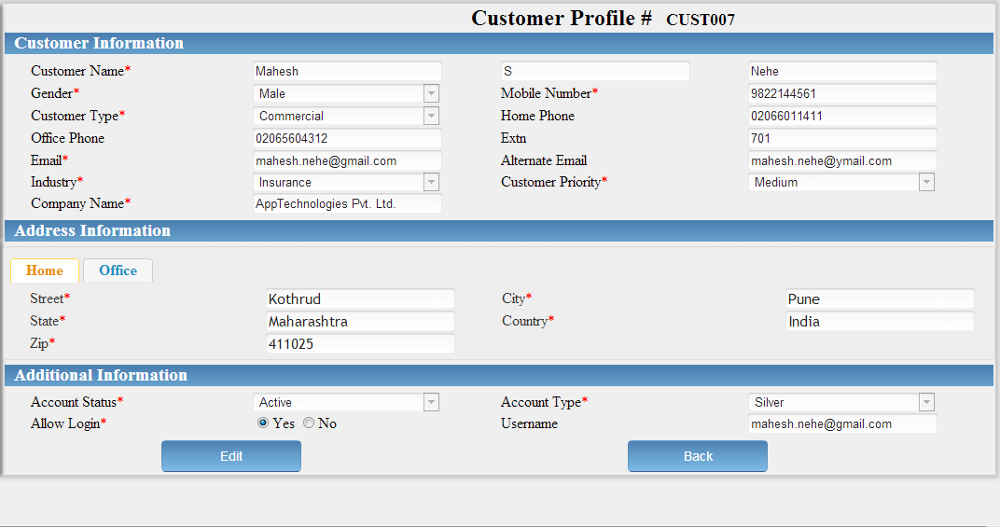 Customer Profile # CUST007
Customer Information
Customer Name* Mahesh S Nehe
Gender* Male Mobile Number* 9822144561
Customer Type* Commercial Home Phone 02066011411
Office Phone 02065604312 Extn 701
Email* mahesh.nehe@gmail.com Alternate Email mahesh.nehe@ymail.com
Industry* Insurance Customer Priority* Medium
Company Name* AppTechnologies Pvt. Ltd.
Address Information
Home Office
Street* Kothrud City* Pune
State* Maharashtra Country* India
Zip* 411025
Additional Information
Account Status* Active Account Type* Silver
Allow Login* Yes No Username mahesh.nehe@gmail.com
Edit Back